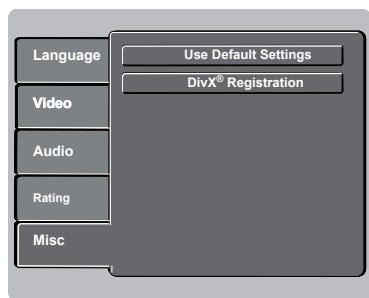 Language
Video
Audio
Rating
Misc
Use Default Settings
DivX® Registration